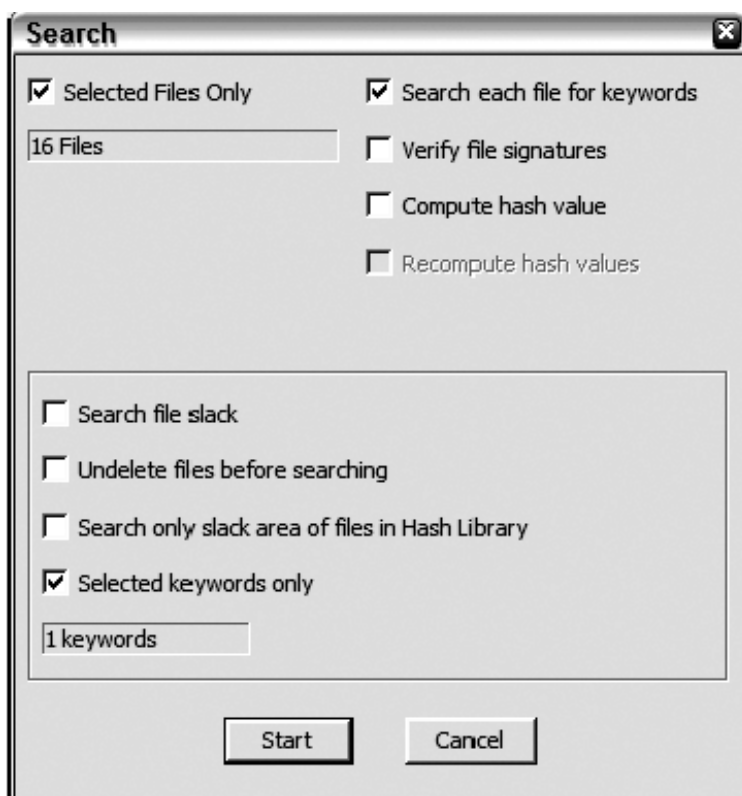 Search
Selected Files Only
16 Files
Search each file for keywords
Verify file signatures
Compute hash value
Recompute hash values
Search file slack
Undelete files before searching
Search only slack area of files in Hash Library
Selected keywords only
1 keywords
Start
Cancel